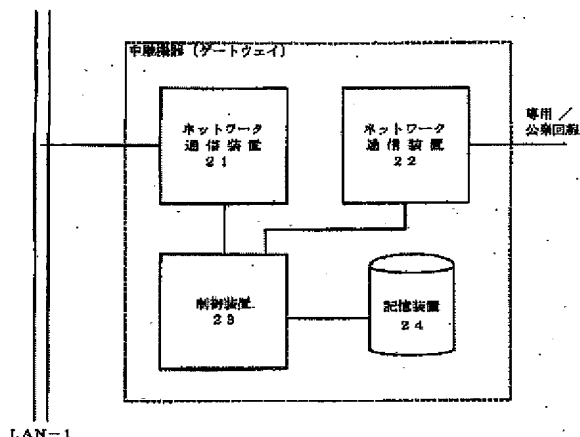 中継機器(ゲートウェイ)
ネットワーク
通信装置
21
ネットワーク
通信装置
22
専用/
公衆回線
制御装置
23
記憶装置
24
LAN-1